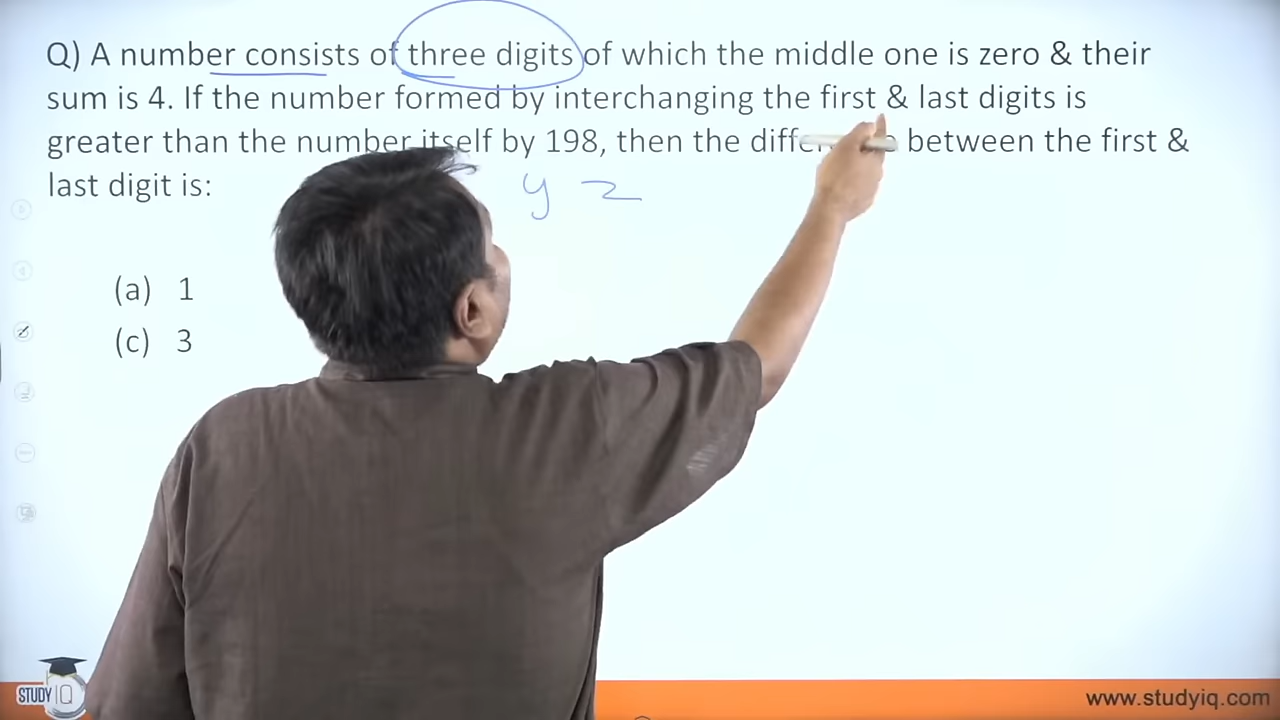 Q) A number consists of three digits of which the middle one is zero & their
sum is 4. If the number formed by interchanging the first & last digits is
greater than the number itself by 198, then the between the first &
last digit is:
y z
(a) 1
(c) 3
STUDY IQ
www.studyiq.com